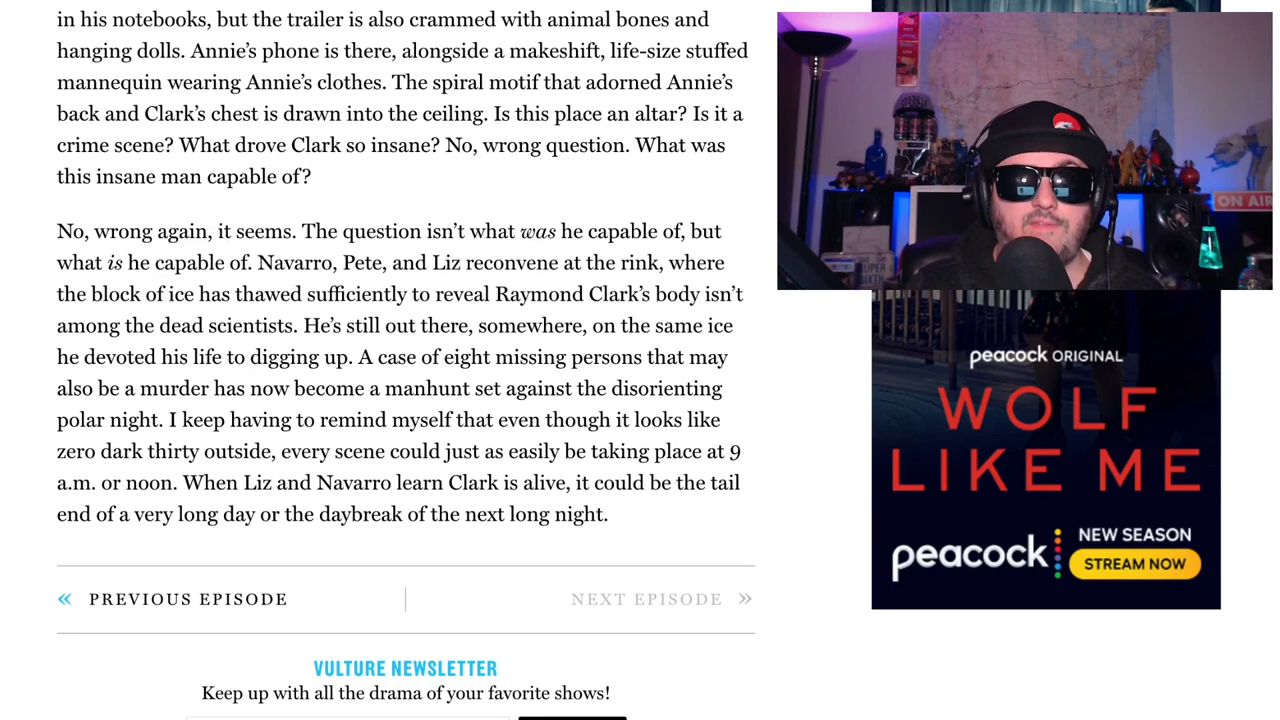 in his notebooks, but the trailer is also crammed with animal bones and
hanging dolls. Annie’s phone is there, alongside a makeshift, life-size stuffed
mannequin wearing Annie’s clothes. The spiral motif that adorned Annie’s
back and Clark’s chest is drawn into the ceiling. Is this place an altar? Is it a
crime scene? What drove Clark so insane? No, wrong question. What was
this insane man capable of?
No, wrong again, it seems. The question isn’t what was he capable of, but
what is he capable of. Navarro, Pete, and Liz reconvene at the rink, where
the block of ice has thawed sufficiently to reveal Raymond Clark’s body isn’t
among the dead scientists. He’s still out there, somewhere, on the same ice
he devoted his life to digging up. A case of eight missing persons that may
also be a murder has now become a manhunt set against the disorienting
polar night. I keep having to remind myself that even though it looks like
zero dark thirty outside, every scene could just as easily be taking place at 9
a.m. or noon. When Liz and Navarro learn Clark is alive, it could be the tail
end of a very long day or the daybreak of the next long night.
« PREVIOUS EPISODE
NEXT EPISODE »
VULTURE NEWSLETTER
Keep up with all the drama of your favorite shows!
ON AIR
SUPER
peacock ORIGINAL
WOLF
LIKE ME
peacock
NEW SEASON
STREAM NOW